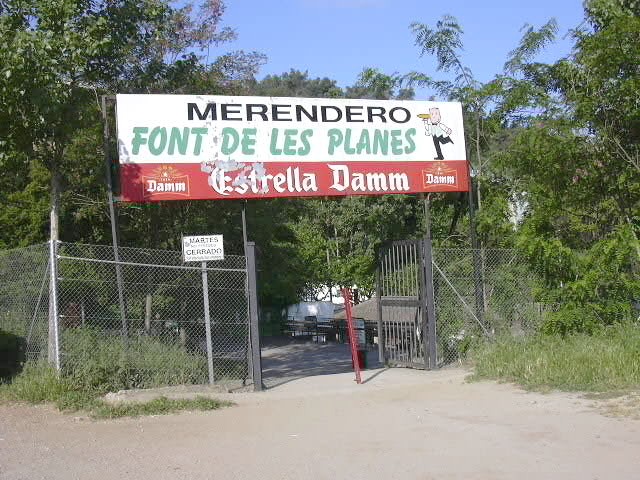 MERENDERO
FONT DE LES PLANES
Damm
Estrella Damm
Damm
MARTES
CERRADO